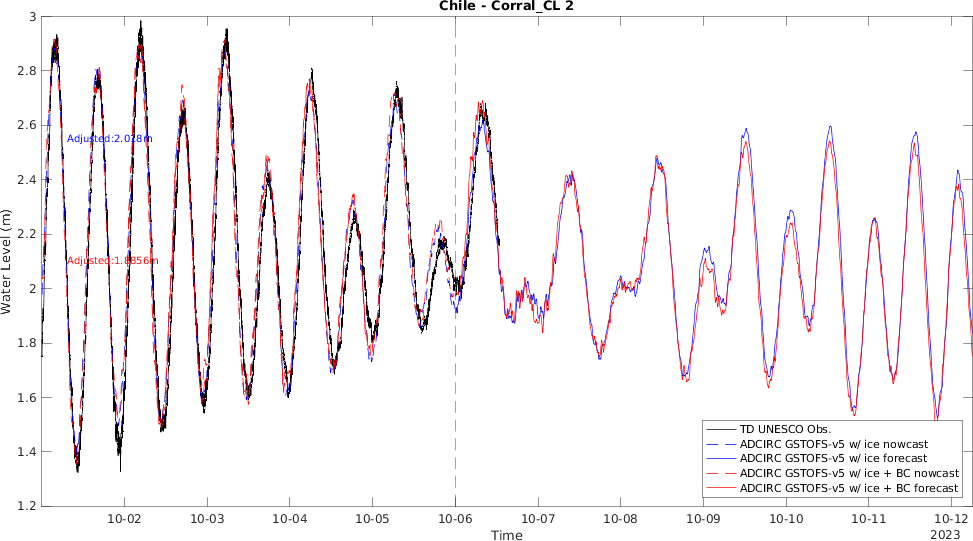 Chile - Corral_CL 2
Water Level (m)
3
2.8
2.6
2.4
2.2
2
1.8
1.6
1.4
1.2
Adjusted:2.028m
Adjusted:1.8856m
TD UNESCO Obs.
ADCIRC GSTOFS-v5 w/ ice nowcast
ADCIRC GSTOFS-v5 w/ ice forecast
ADCIRC GSTOFS-v5 w/ ice + BC nowcast
ADCIRC GSTOFS-v5 w/ ice + BC forecast
10-02 10-03 10-04 10-05 10-06 10-07 10-08 10-09 10-10 10-11 10-12
Time
2023